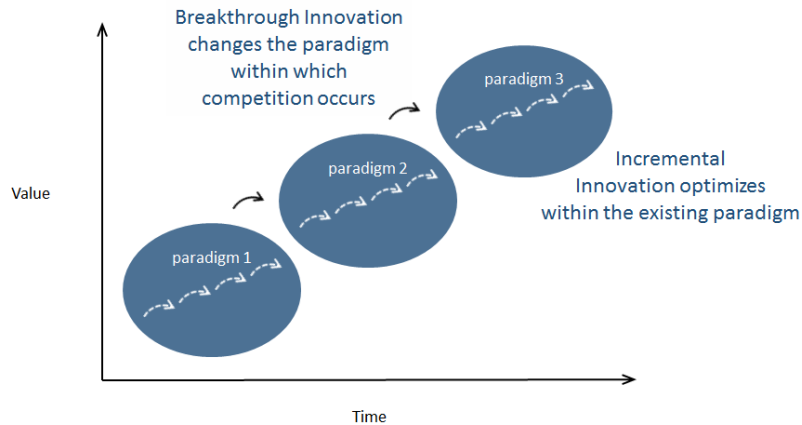 Breakthrough Innovation
changes the paradigm
within which
competition occurs
paradigm 3
paradigm 2
Incremental
Innovation optimizes
within the existing paradigm
Value
paradigm 1
Time